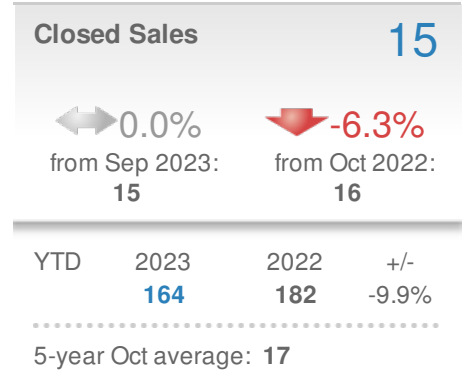 Closed Sales 15
0.0% -6.3%
from Sep 2023: from Oct 2022:
15 16
YTD 2023 2022 +/-
164 182 -9.9%
5-year Oct average: 17